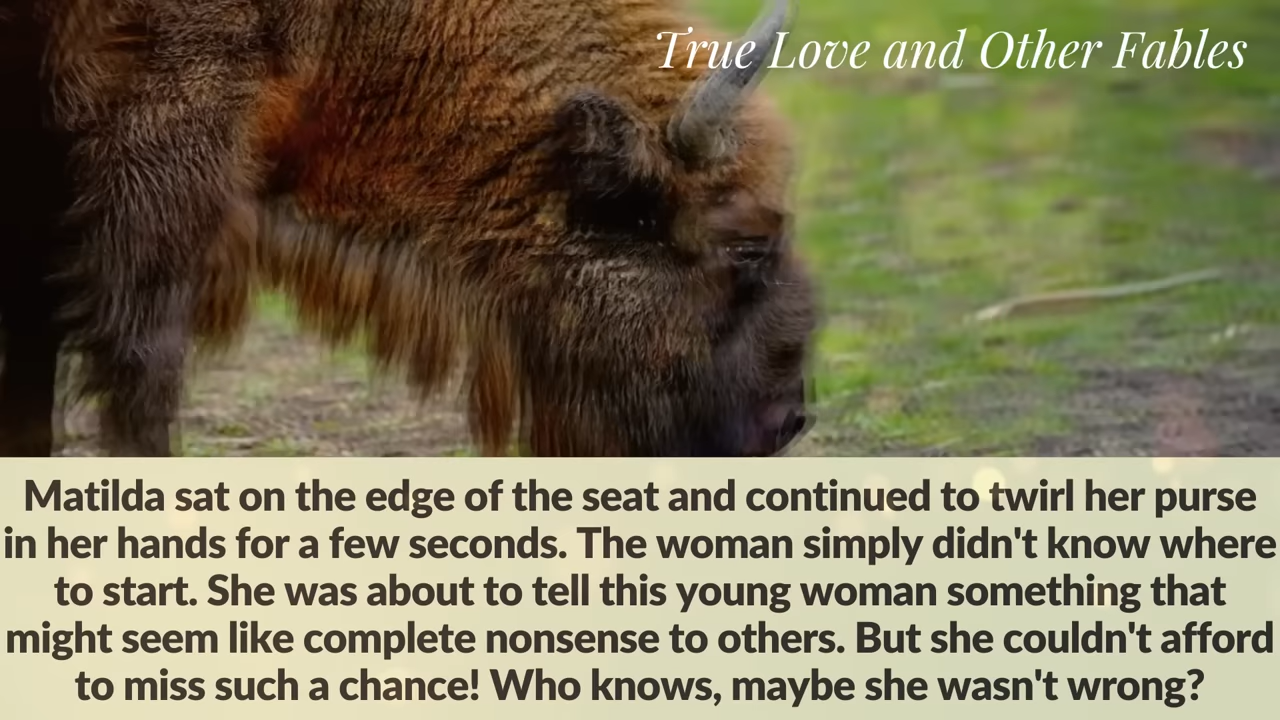 True Love and Other Fables
Matilda sat on the edge of the seat and continued to twirl her purse
in her hands for a few seconds. The woman simply didn't know where
to start. She was about to tell this young woman something that
might seem like complete nonsense to others. But she couldn't afford
to miss such a chance! Who knows, maybe she wasn't wrong?